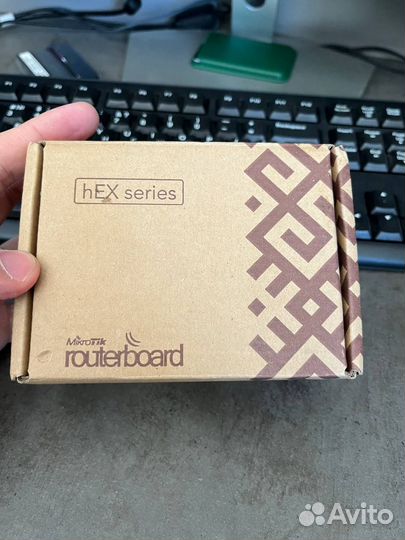 hEX series
MikroTik
routerboard
Avito